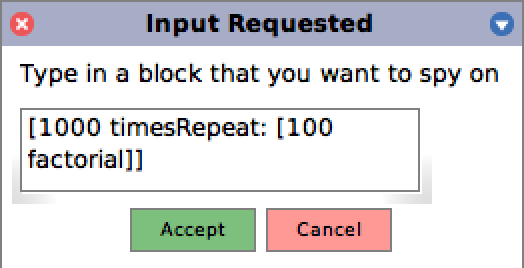 Input Requested
Type in a block that you want to spy on
[1000 timesRepeat: [100
factorial]]
Accept Cancel